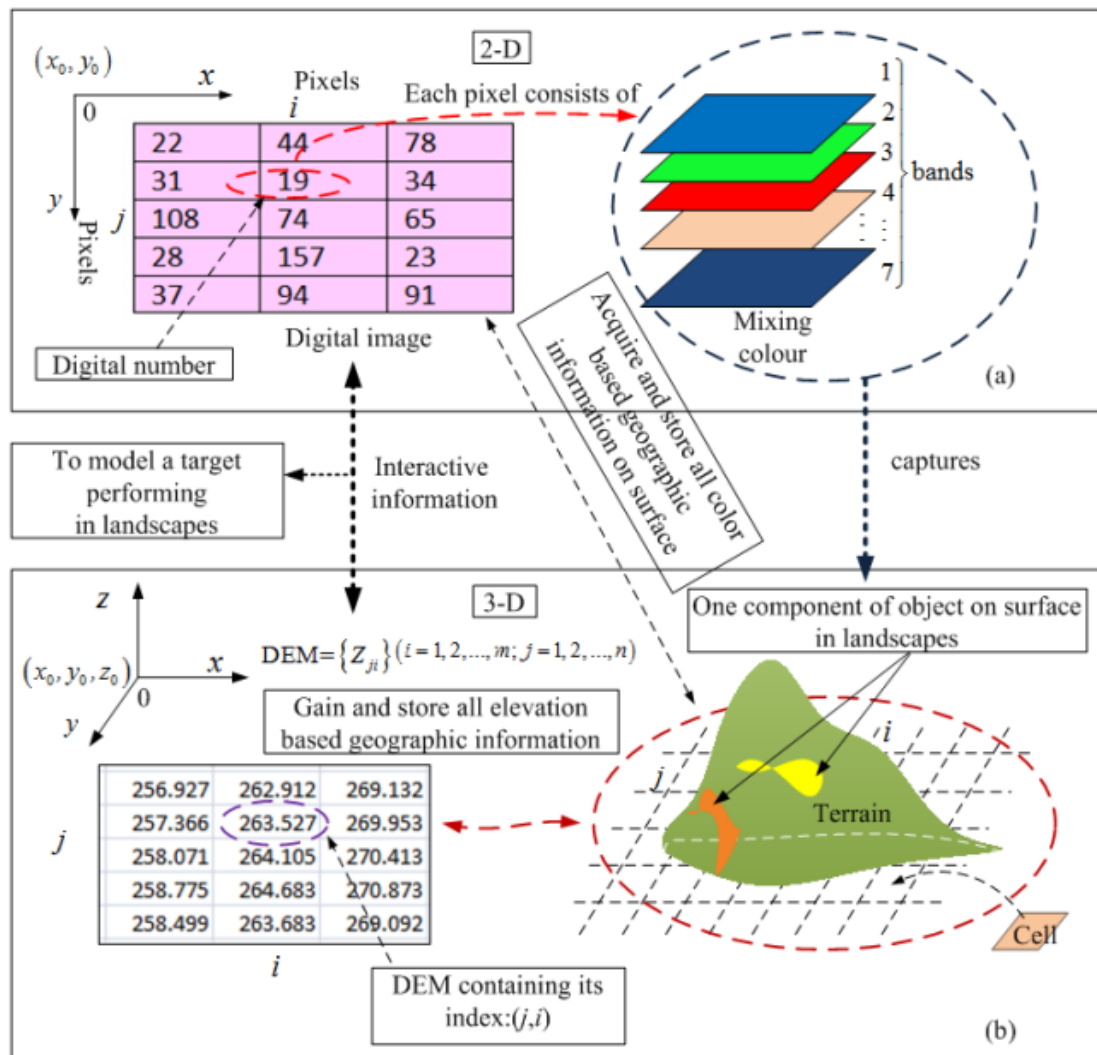 2-D
(x₀, y₀)
x
0
y
Pixels
i
Pixels
j
Each pixel consists of
22 44 78
31 19 34
108 74 65
28 157 23
37 94 91
Digital image
Digital number
1
2
3
4
7
bands
Mixing
colour
(a)
Acquire and store all color
based geographic
information on surface
To model a target
performing
in landscapes
Interactive
information
captures
3-D
z
(x₀, y₀, z₀)
x
0
y
DEM={Z_ji}(i = 1, 2, ..., m; j = 1, 2, ..., n)
Gain and store all elevation
based geographic information
One component of object on surface
in landscapes
256.927 262.912 269.132
257.366 263.527 269.953
258.071 264.105 270.413
258.775 264.683 270.873
258.499 263.683 269.092
j
i
DEM containing its
index:(j,i)
i
j
Terrain
Cell
(b)